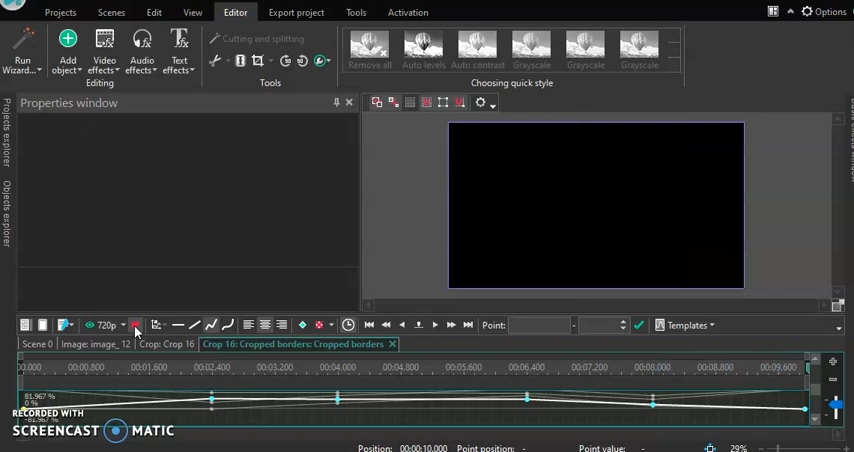 Projects Scenes Edit View Editor Export project Tools Activation Options
Run Wizard... Add object Video effects Audio effects Text effects
Cutting and splitting
Remove all Auto levels Auto contrast Grayscale Grayscale Grayscale
Editing Tools Choosing quick style
Properties window
Projects explorer
Objects explorer
720p Point: - Templates
Scene 0 Image: image_12 Crop: Crop 16 Crop 16: Cropped borders: Cropped borders
00.000 00:00.800 00:01.600 00:02.400 00:03.200 00:04.000 00:04.800 00:05.600 00:06.400 00:07.200 00:08.000 00:08.800 00:09.600
81.967 %
0 %
-81.967 %
RECORDED WITH
SCREENCAST MATIC
Position: 00:00:10.000 Point position: - Point value: - 29%